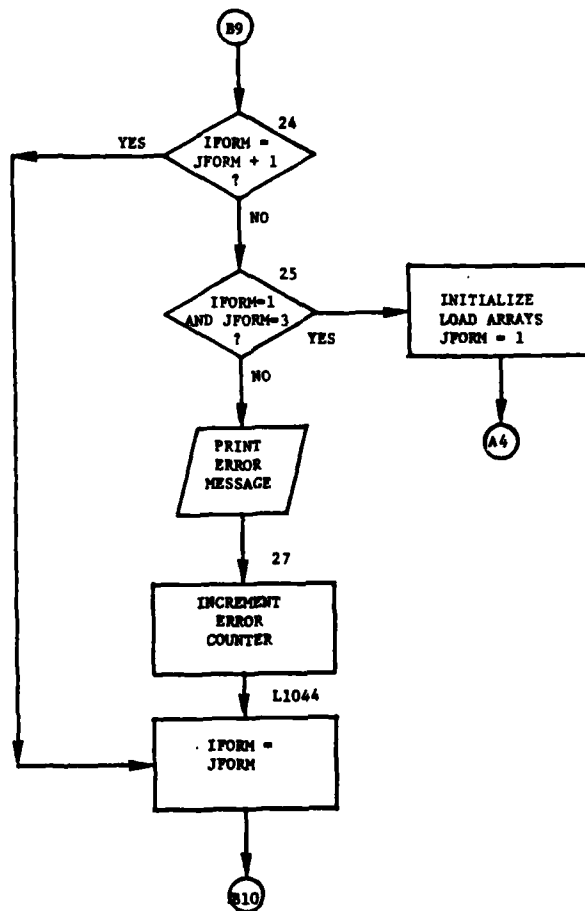 B9
24
YES
IFORM =
JFORM + 1
?
NO
25
IFORM=1
AND JFORM=3
?
YES
INITIALIZE
LOAD ARRAYS
JFORM = 1
A4
NO
PRINT
ERROR
MESSAGE
27
INCREMENT
ERROR
COUNTER
L1044
IFORM =
JFORM
B10